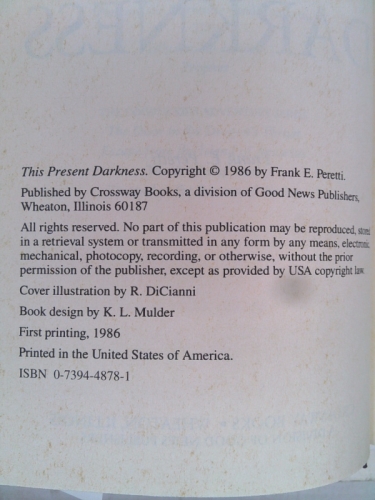 This Present Darkness. Copyright © 1986 by Frank E. Peretti.
Published by Crossway Books, a division of Good News Publishers,
Wheaton, Illinois 60187
All rights reserved. No part of this publication may be reproduced, stored
in a retrieval system or transmitted in any form by any means, electronic,
mechanical, photocopy, recording, or otherwise, without the prior
permission of the publisher, except as provided by USA copyright law.
Cover illustration by R. DiCianni
Book design by K. L. Mulder
First printing, 1986
Printed in the United States of America.
ISBN 0-7394-4878-1